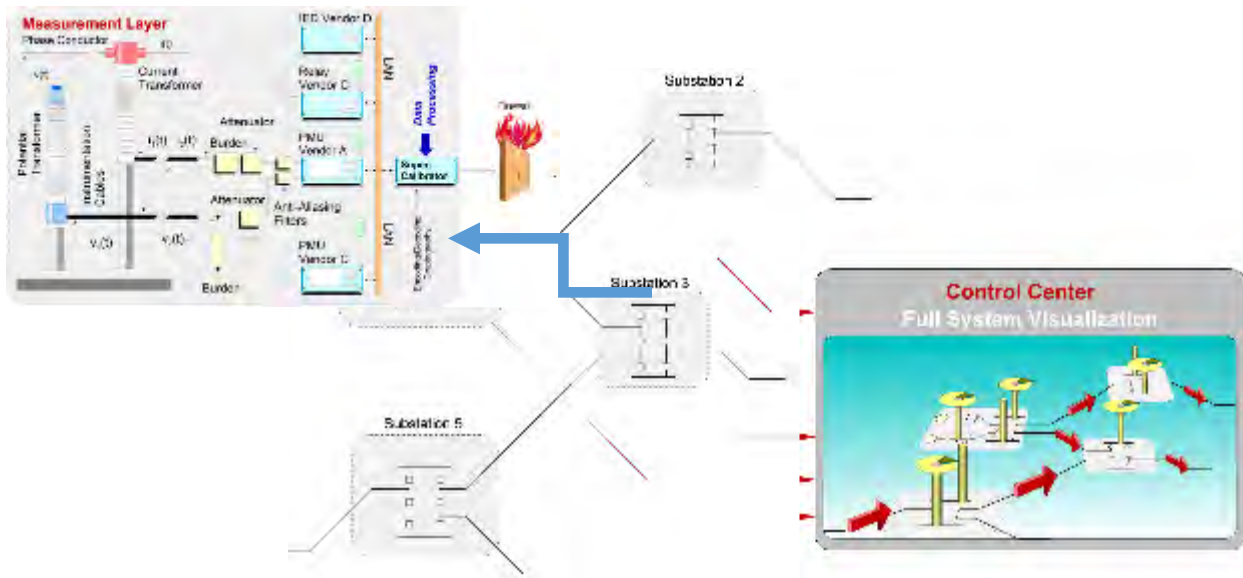 Measurement Layer
Phase Conductor
Current
Transformer
Potential
Transformer
Instrumentation
Cables
Attenuator
Burden
Attenuator
Anti-Aliasing
Filters
Burden
IED Vendor D
Relay
Vendor C
PMU
Vendor A
PMU
Vendor C
LAN
LAN
Data
Processing
Super
Calibrator
Firewall
Substation 2
Substation 3
Substation 5
Control Center
Full System Visualization